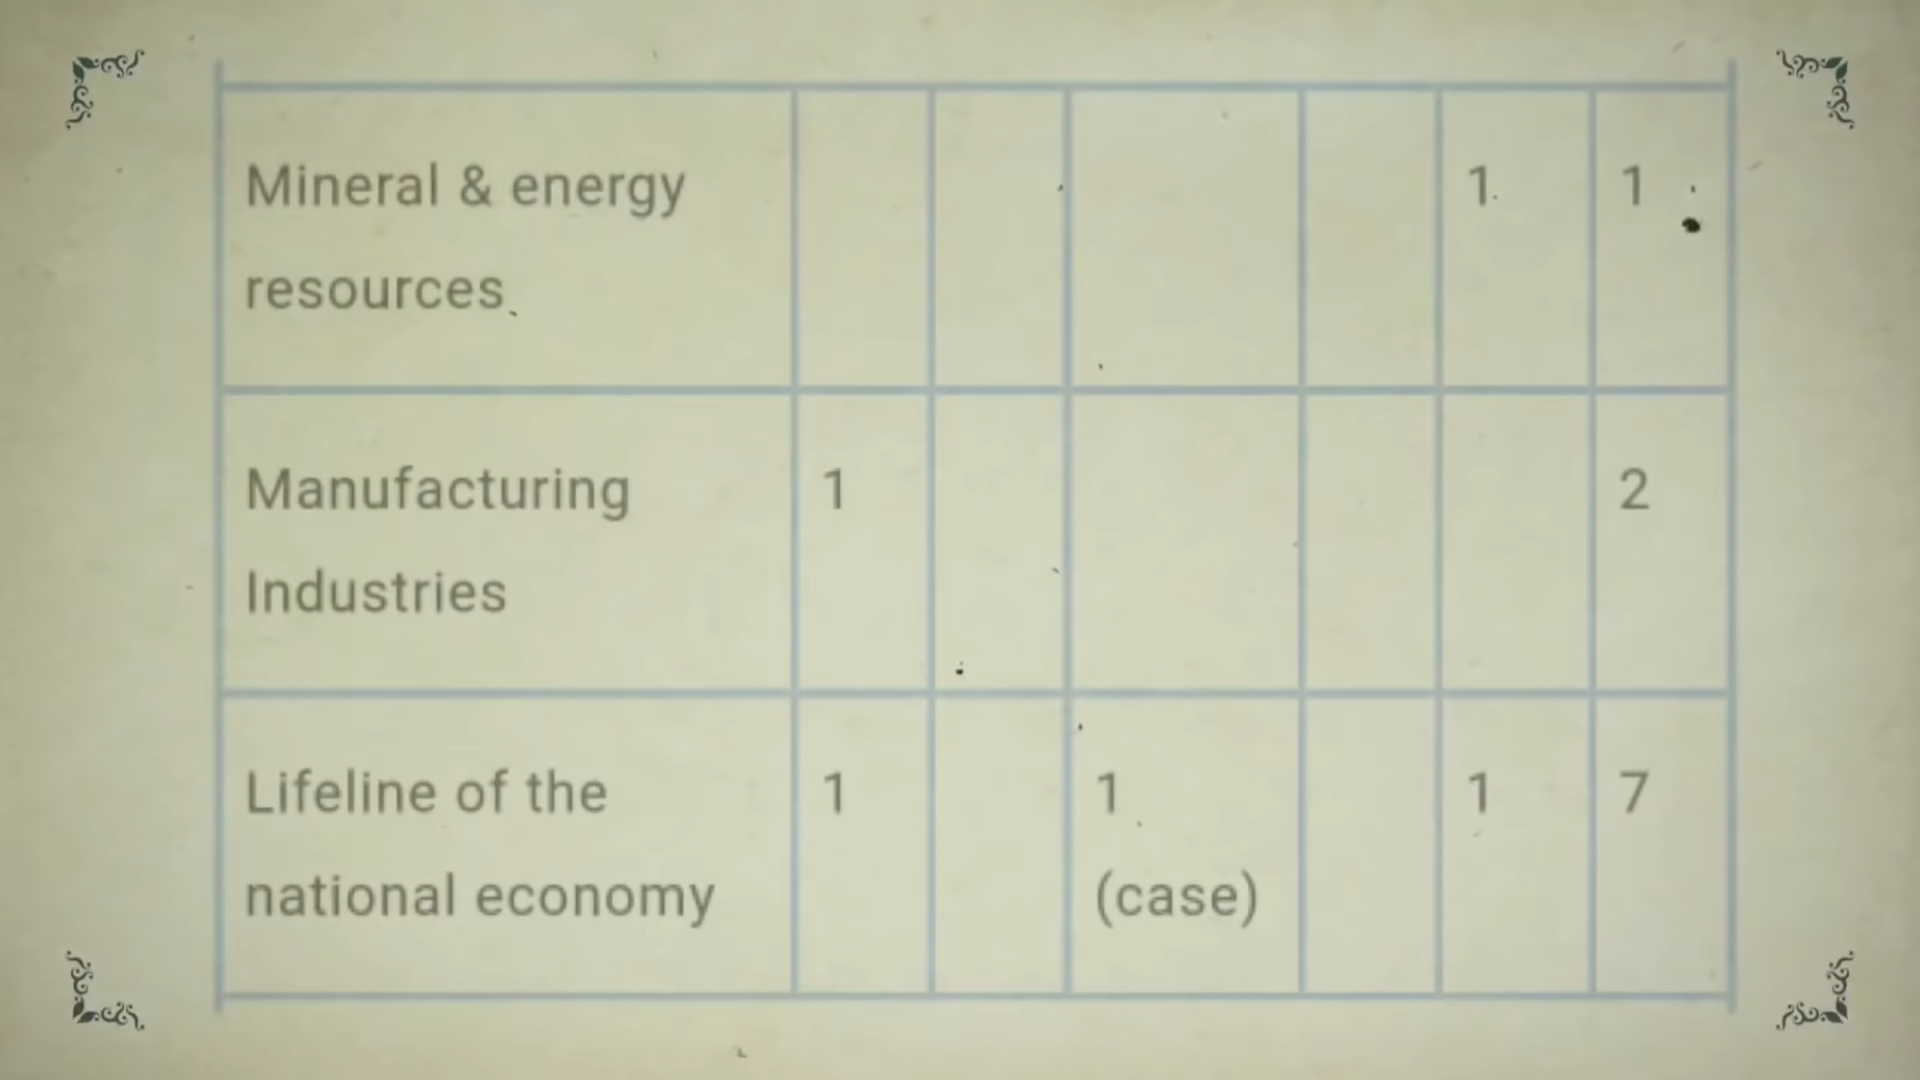 Mineral & energy 1 1
resources
Manufacturing 1 2
Industries
Lifeline of the 1 1 1 7
national economy (case)